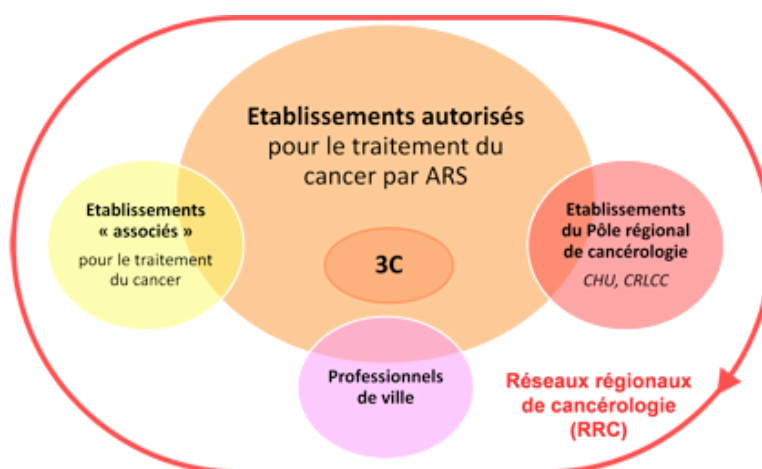 Etablissements autorisés
pour le traitement du
cancer par ARS
Etablissements
« associés »
pour le traitement
du cancer
3C
Etablissements
du Pôle régional
de cancérologie
CHU, CRLCC
Professionnels
de ville
Réseaux régionaux
de cancérologie
(RRC)